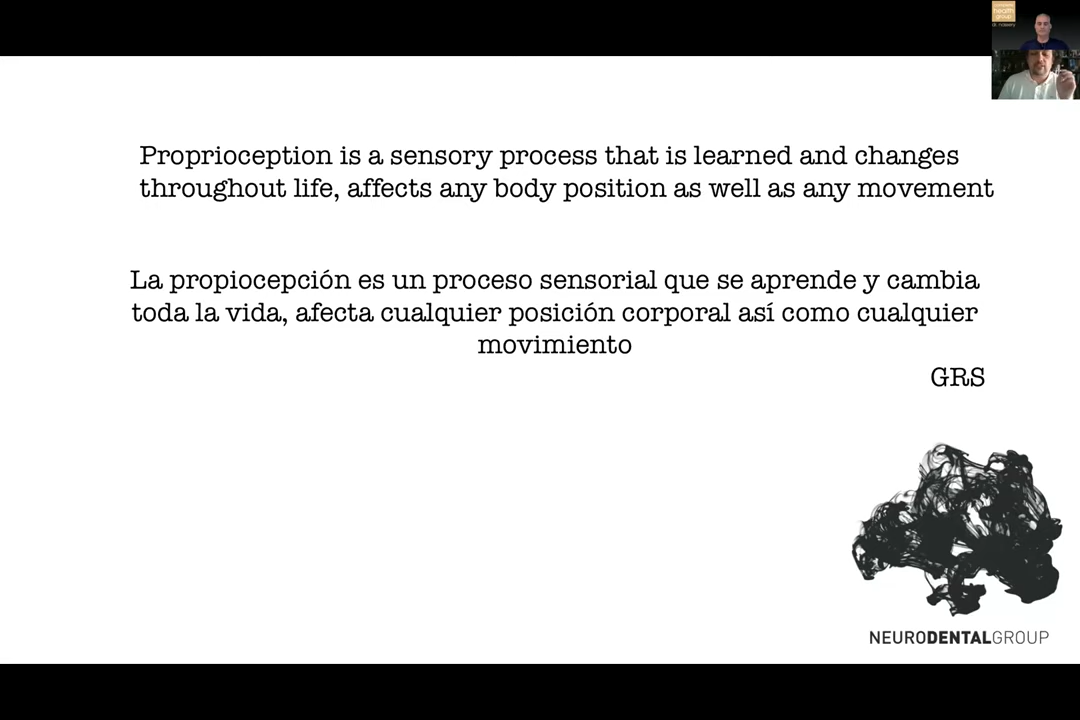 health
group
Proprioception is a sensory process that is learned and changes
throughout life, affects any body position as well as any movement
La propiocepción es un proceso sensorial que se aprende y cambia
toda la vida, afecta cualquier posición corporal así como cualquier
movimiento
GRS
NEURODENTALGROUP